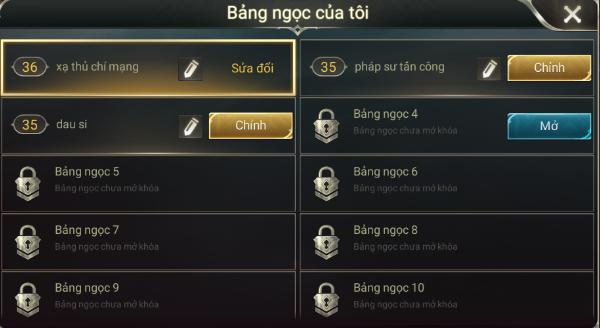 Bảng ngọc của tôi
36 xạ thủ chí mạng Sửa đổi
35 pháp sư tấn công Chỉnh
35 dau si Chỉnh
Bảng ngọc 4
Bảng ngọc chưa mở khóa
Mở
Bảng ngọc 5
Bảng ngọc chưa mở khóa
Bảng ngọc 6
Bảng ngọc chưa mở khóa
Bảng ngọc 7
Bảng ngọc chưa mở khóa
Bảng ngọc 8
Bảng ngọc chưa mở khóa
Bảng ngọc 9
Bảng ngọc chưa mở khóa
Bảng ngọc 10
Bảng ngọc chưa mở khóa